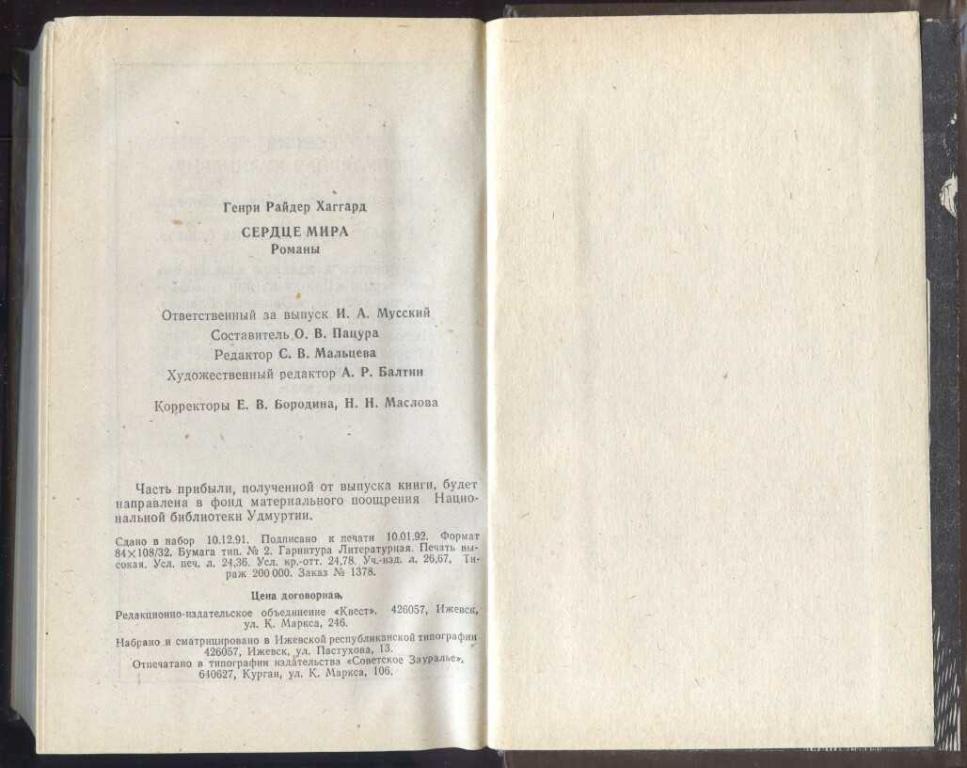 Генри Райдер Хаггард
СЕРДЦЕ МИРА
Романы
Ответственный за выпуск И. А. Мусский
Составитель О. В. Пацура
Редактор С. В. Мальцева
Художественный редактор А. Р. Балтин
Корректоры Е. В. Бородина, Н. Н. Маслова
Часть прибыли, полученной от выпуска книги, будет
направлена в фонд материального поощрения Нацио-
нальной библиотеки Удмуртии.
Сдано в набор 10.12.91. Подписано к печати 10.01.92. Формат
84×108/32. Бумага тип. № 2. Гарнитура Литературная. Печать вы-
сокая. Усл. печ. л. 24,36. Усл. кр.-отт. 24,78. Уч.-изд. л. 26,67. Ти-
раж 200 000. Заказ № 1378.
Цена договорная.
Редакционно-издательское объединение «Квест». 426057, Ижевск,
ул. К. Маркса, 246.
Набрано и сматрицировано в Ижевской республиканской типографии
426057, Ижевск, ул. Пастухова, 13.
Отпечатано в типографии издательства «Советское Зауралье»,
640627, Курган, ул. К. Маркса, 106.